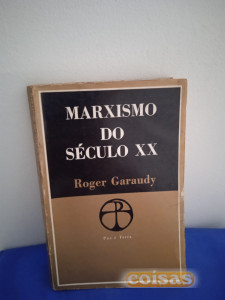 MARXISMO
DO
SÉCULO XX
Roger Garaudy
Paz e Terra
coisas